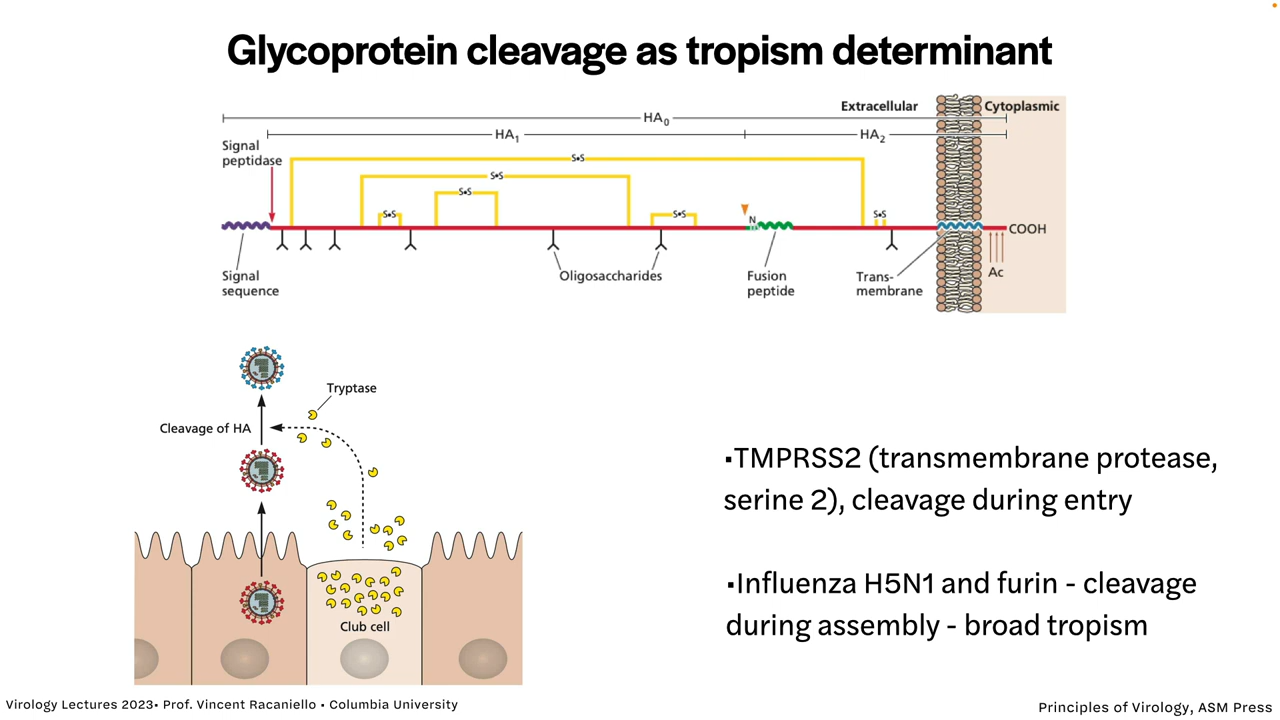 Glycoprotein cleavage as tropism determinant
Extracellular
Cytoplasmic
HA0
HA1
HA2
Signal
peptidase
S•S
S•S
S•S
S•S
S•S
S•S
N
COOH
Signal
sequence
Oligosaccharides
Fusion
peptide
Trans-
membrane
Ac
Tryptase
Cleavage of HA
Club cell
▪TMPRSS2 (transmembrane protease,
serine 2), cleavage during entry
▪Influenza H5N1 and furin - cleavage
during assembly - broad tropism
Virology Lectures 2023• Prof. Vincent Racaniello • Columbia University
Principles of Virology, ASM Press